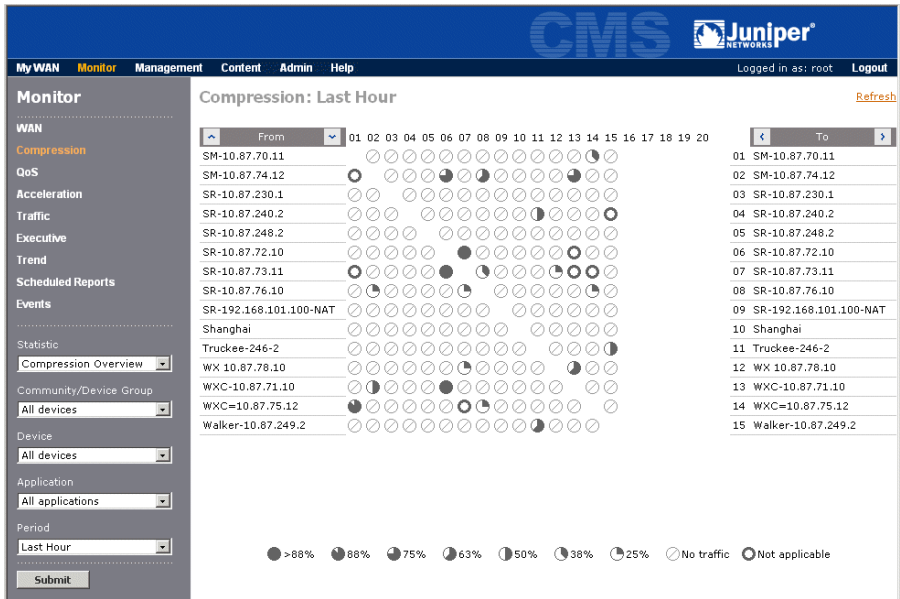 CMS
Juniper®
NETWORKS
My WAN Monitor Management Content Admin Help Logged in as: root Logout
Monitor
WAN
Compression
QoS
Acceleration
Traffic
Executive
Trend
Scheduled Reports
Events
Statistic
Compression Overview
Community/Device Group
All devices
Device
All devices
Application
All applications
Period
Last Hour
Submit
Compression: Last Hour
Refresh
From 01 02 03 04 05 06 07 08 09 10 11 12 13 14 15 16 17 18 19 20
SM-10.87.70.11
SM-10.87.74.12
SR-10.87.230.1
SR-10.87.240.2
SR-10.87.248.2
SR-10.87.72.10
SR-10.87.73.11
SR-10.87.76.10
SR-192.168.101.100-NAT
Shanghai
Truckee-246-2
WX 10.87.78.10
WXC-10.87.71.10
WXC=10.87.75.12
Walker-10.87.249.2
To
01 SM-10.87.70.11
02 SM-10.87.74.12
03 SR-10.87.230.1
04 SR-10.87.240.2
05 SR-10.87.248.2
06 SR-10.87.72.10
07 SR-10.87.73.11
08 SR-10.87.76.10
09 SR-192.168.101.100-NAT
10 Shanghai
11 Truckee-246-2
12 WX 10.87.78.10
13 WXC-10.87.71.10
14 WXC=10.87.75.12
15 Walker-10.87.249.2
>88% 88% 75% 63% 50% 38% 25% No traffic Not applicable